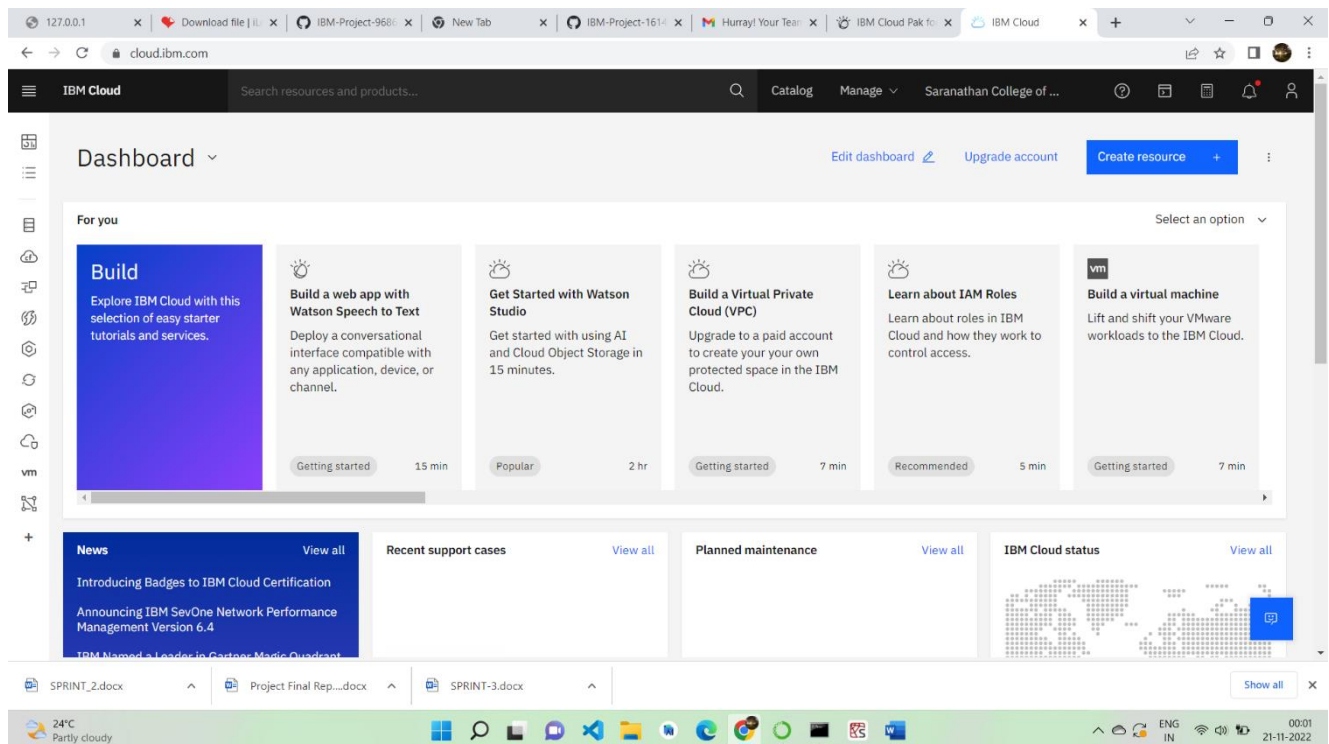 127.0.0.1
Download file | iL
IBM-Project-9686
New Tab
IBM-Project-1614
Hurray! Your Team
IBM Cloud Pak fo
IBM Cloud
cloud.ibm.com
IBM Cloud
Search resources and products...
Catalog
Manage
Saranathan College of ...
Dashboard
Edit dashboard
Upgrade account
Create resource +
For you
Select an option
Build
Explore IBM Cloud with this
selection of easy starter
tutorials and services.
Build a web app with
Watson Speech to Text
Deploy a conversational
interface compatible with
any application, device, or
channel.
Getting started 15 min
Get Started with Watson
Studio
Get started with using AI
and Cloud Object Storage in
15 minutes.
Popular 2 hr
Build a Virtual Private
Cloud (VPC)
Upgrade to a paid account
to create your your own
protected space in the IBM
Cloud.
Getting started 7 min
Learn about IAM Roles
Learn about roles in IBM
Cloud and how they work to
control access.
Recommended 5 min
vm
Build a virtual machine
Lift and shift your VMware
workloads to the IBM Cloud.
Getting started 7 min
vm
News View all
Introducing Badges to IBM Cloud Certification
Announcing IBM SevOne Network Performance
Management Version 6.4
IBM Named a Leader in Gartner Magic Quadrant
Recent support cases View all
Planned maintenance View all
IBM Cloud status View all
SPRINT_2.docx
Project Final Rep....docx
SPRINT-3.docx
Show all
24°C
Partly cloudy
ENG
IN
00:01
21-11-2022